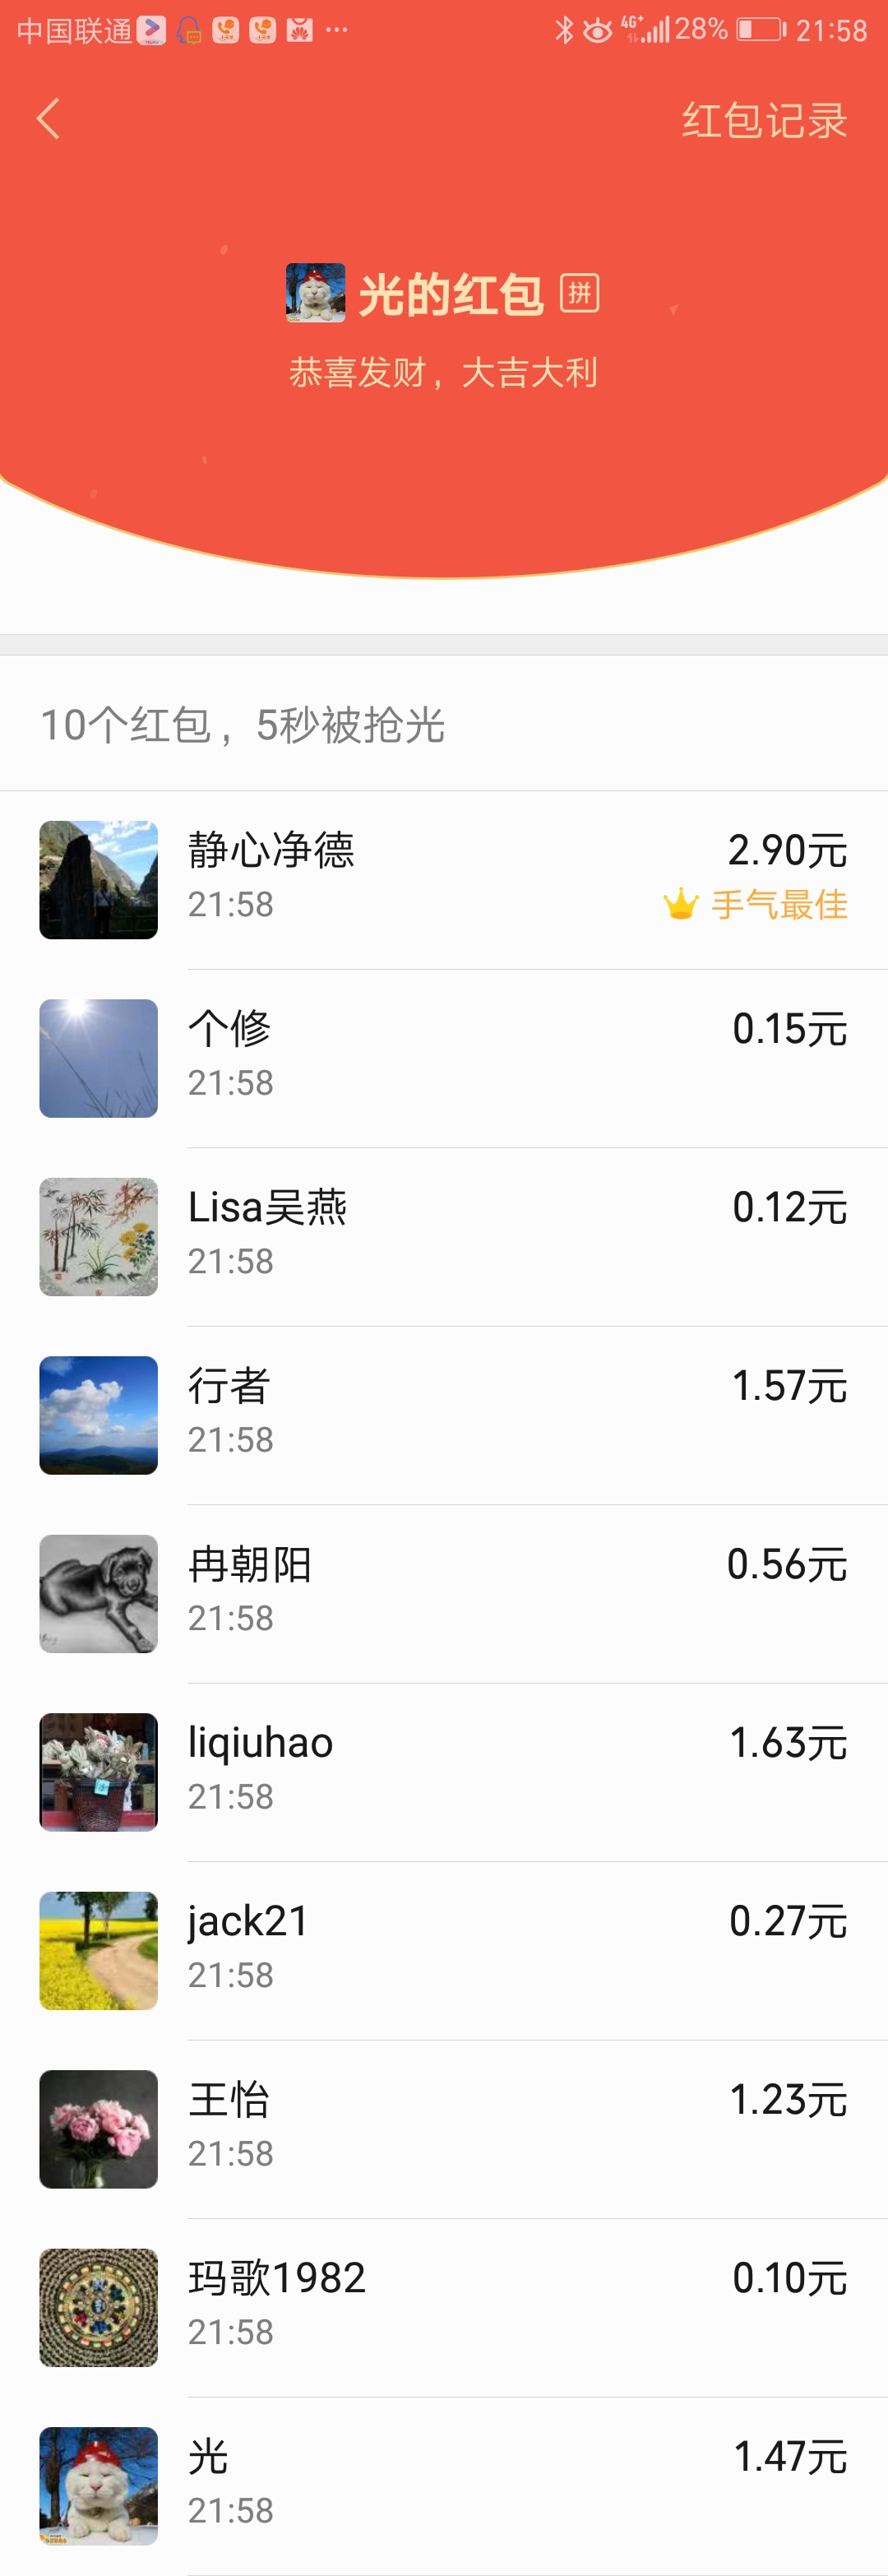 中国联通 ... 4G+ 28% 21:58
红包记录
光的红包 拼
恭喜发财，大吉大利
10个红包，5秒被抢光
静心净德 2.90元
21:58 手气最佳
个修 0.15元
21:58
Lisa吴燕 0.12元
21:58
行者 1.57元
21:58
冉朝阳 0.56元
21:58
liqiuhao 1.63元
21:58
jack21 0.27元
21:58
王怡 1.23元
21:58
玛歌1982 0.10元
21:58
光 1.47元
21:58